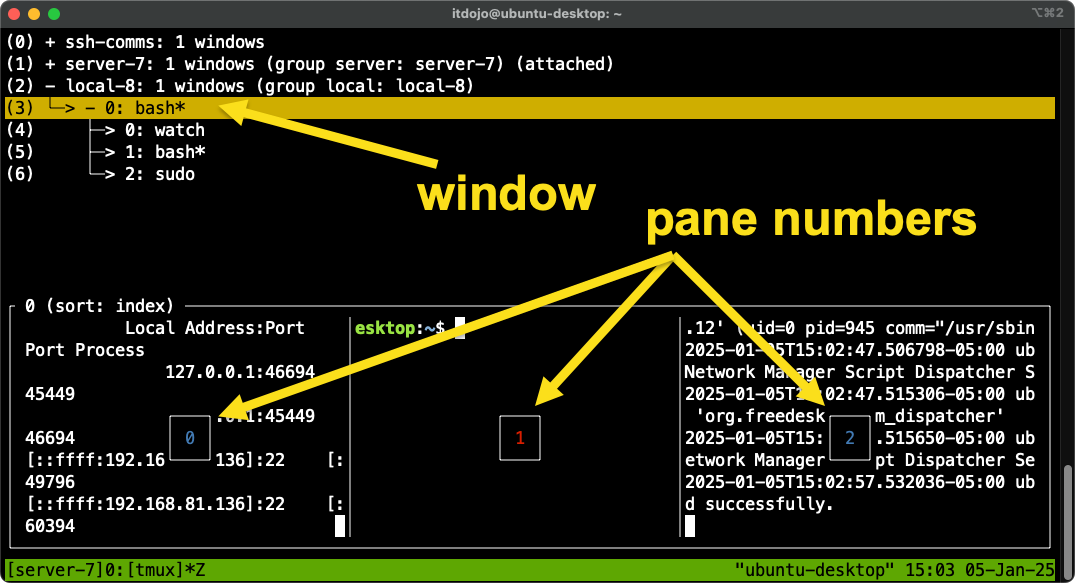 itdojo@ubuntu-desktop: ~
⌥⌘2
(0) + ssh-comms: 1 windows
(1) + server-7: 1 windows (group server: server-7) (attached)
(2) - local-8: 1 windows (group local: local-8)
(3) └─> - 0: bash*
(4) ├─> 0: watch
(5) ├─> 1: bash*
(6) └─> 2: sudo
window
pane numbers
0 (sort: index)
Local Address:Port
Port Process
127.0.0.1:46694
45449
.0.1:45449
46694
[::ffff:192.16 136]:22 [:
49796
[::ffff:192.168.81.136]:22 [:
60394
0
esktop:~$
1
.12' (uid=0 pid=945 comm="/usr/sbin
2025-01-05T15:02:47.506798-05:00 ub
Network Manager Script Dispatcher S
2025-01-05T15:02:47.515306-05:00 ub
'org.freedesk m_dispatcher'
2025-01-05T15: .515650-05:00 ub
etwork Manager pt Dispatcher Se
2025-01-05T15:02:57.532036-05:00 ub
d successfully.
2
[server-7]0:[tmux]*Z "ubuntu-desktop" 15:03 05-Jan-25